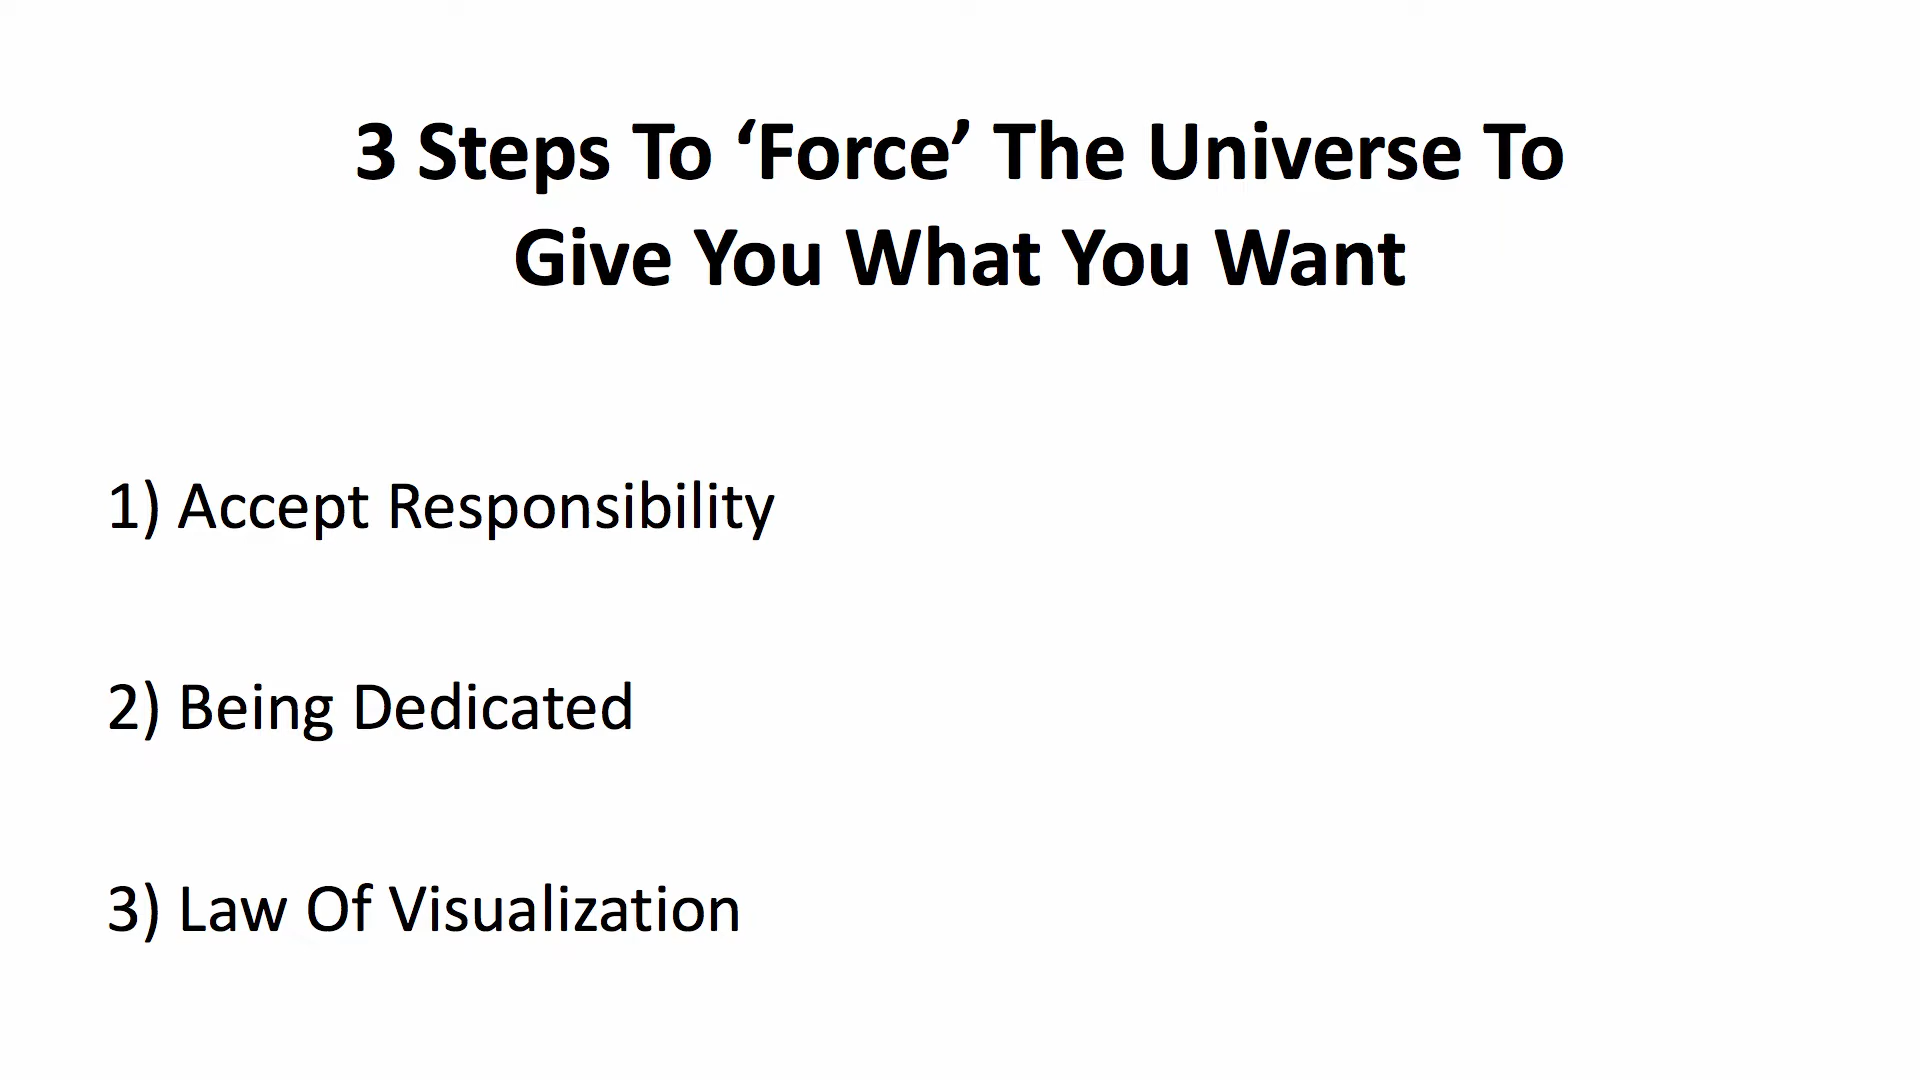 3 Steps To ‘Force’ The Universe To
Give You What You Want
1) Accept Responsibility
2) Being Dedicated
3) Law Of Visualization